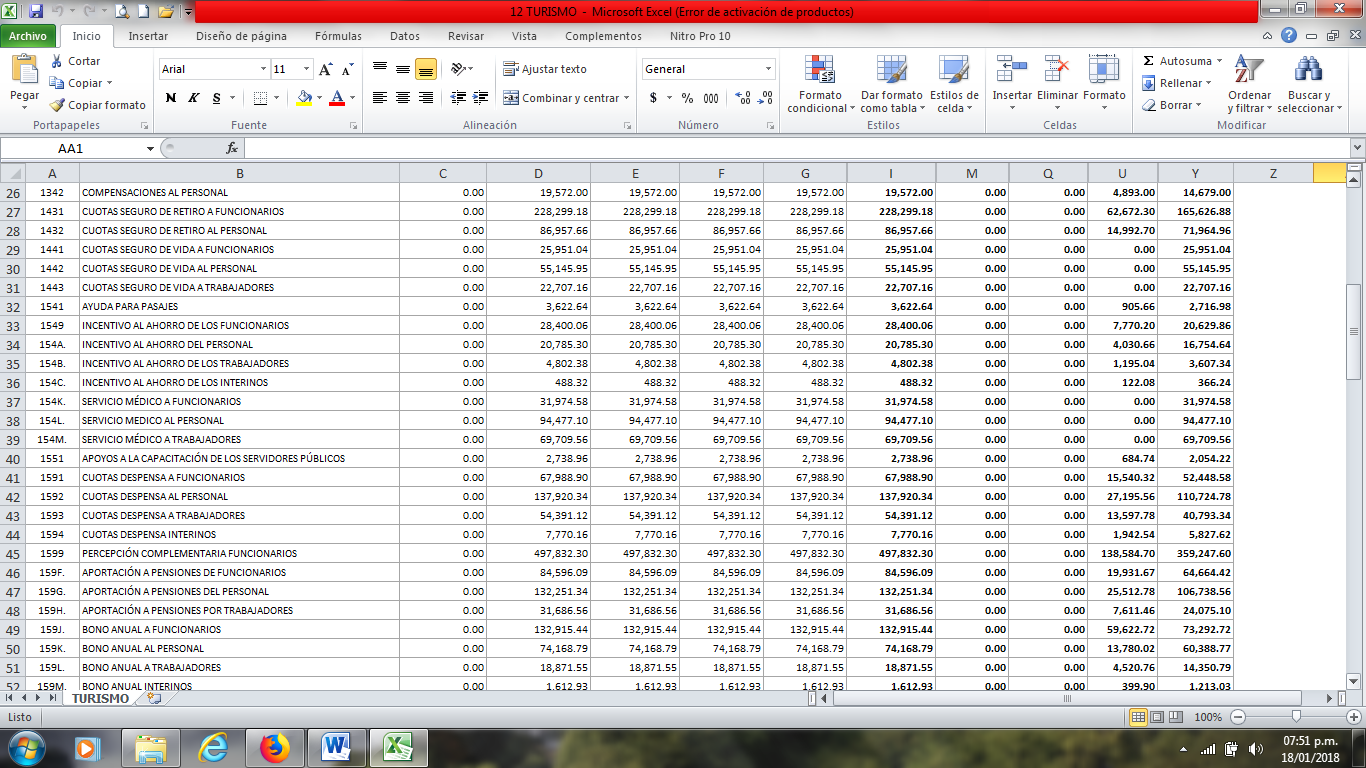 12 TURISMO - Microsoft Excel (Error de activación de productos)
Archivo Inicio Insertar Diseño de página Fórmulas Datos Revisar Vista Complementos Nitro Pro 10
Pegar Cortar Copiar Copiar formato Portapapeles
Arial 11 N K S Fuente
Ajustar texto Combinar y centrar Alineación
General $ % 000 Número
Formato condicional Dar formato como tabla Estilos de celda Estilos
Insertar Eliminar Formato Celdas
Σ Autosuma Rellenar Borrar Ordenar y filtrar Buscar y seleccionar Modificar
AA1 fx
A B C D E F G I M Q U Y Z
26 1342 COMPENSACIONES AL PERSONAL 0.00 19,572.00 19,572.00 19,572.00 19,572.00 19,572.00 0.00 0.00 4,893.00 14,679.00
27 1431 CUOTAS SEGURO DE RETIRO A FUNCIONARIOS 0.00 228,299.18 228,299.18 228,299.18 228,299.18 228,299.18 0.00 0.00 62,672.30 165,626.88
28 1432 CUOTAS SEGURO DE RETIRO AL PERSONAL 0.00 86,957.66 86,957.66 86,957.66 86,957.66 86,957.66 0.00 0.00 14,992.70 71,964.96
29 1441 CUOTAS SEGURO DE VIDA A FUNCIONARIOS 0.00 25,951.04 25,951.04 25,951.04 25,951.04 25,951.04 0.00 0.00 0.00 25,951.04
30 1442 CUOTAS SEGURO DE VIDA AL PERSONAL 0.00 55,145.95 55,145.95 55,145.95 55,145.95 55,145.95 0.00 0.00 0.00 55,145.95
31 1443 CUOTAS SEGURO DE VIDA A TRABAJADORES 0.00 22,707.16 22,707.16 22,707.16 22,707.16 22,707.16 0.00 0.00 0.00 22,707.16
32 1541 AYUDA PARA PASAJES 0.00 3,622.64 3,622.64 3,622.64 3,622.64 3,622.64 0.00 0.00 905.66 2,716.98
33 1549 INCENTIVO AL AHORRO DE LOS FUNCIONARIOS 0.00 28,400.06 28,400.06 28,400.06 28,400.06 28,400.06 0.00 0.00 7,770.20 20,629.86
34 154A. INCENTIVO AL AHORRO DEL PERSONAL 0.00 20,785.30 20,785.30 20,785.30 20,785.30 20,785.30 0.00 0.00 4,030.66 16,754.64
35 154B. INCENTIVO AL AHORRO DE LOS TRABAJADORES 0.00 4,802.38 4,802.38 4,802.38 4,802.38 4,802.38 0.00 0.00 1,195.04 3,607.34
36 154C. INCENTIVO AL AHORRO DE LOS INTERINOS 0.00 488.32 488.32 488.32 488.32 488.32 0.00 0.00 122.08 366.24
37 154K. SERVICIO MÉDICO A FUNCIONARIOS 0.00 31,974.58 31,974.58 31,974.58 31,974.58 31,974.58 0.00 0.00 0.00 31,974.58
38 154L. SERVICIO MEDICO AL PERSONAL 0.00 94,477.10 94,477.10 94,477.10 94,477.10 94,477.10 0.00 0.00 0.00 94,477.10
39 154M. SERVICIO MÉDICO A TRABAJADORES 0.00 69,709.56 69,709.56 69,709.56 69,709.56 69,709.56 0.00 0.00 0.00 69,709.56
40 1551 APOYOS A LA CAPACITACIÓN DE LOS SERVIDORES PÚBLICOS 0.00 2,738.96 2,738.96 2,738.96 2,738.96 2,738.96 0.00 0.00 684.74 2,054.22
41 1591 CUOTAS DESPENSA A FUNCIONARIOS 0.00 67,988.90 67,988.90 67,988.90 67,988.90 67,988.90 0.00 0.00 15,540.32 52,448.58
42 1592 CUOTAS DESPENSA AL PERSONAL 0.00 137,920.34 137,920.34 137,920.34 137,920.34 137,920.34 0.00 0.00 27,195.56 110,724.78
43 1593 CUOTAS DESPENSA A TRABAJADORES 0.00 54,391.12 54,391.12 54,391.12 54,391.12 54,391.12 0.00 0.00 13,597.78 40,793.34
44 1594 CUOTAS DESPENSA INTERINOS 0.00 7,770.16 7,770.16 7,770.16 7,770.16 7,770.16 0.00 0.00 1,942.54 5,827.62
45 1599 PERCEPCIÓN COMPLEMENTARIA FUNCIONARIOS 0.00 497,832.30 497,832.30 497,832.30 497,832.30 497,832.30 0.00 0.00 138,584.70 359,247.60
46 159F. APORTACIÓN A PENSIONES DE FUNCIONARIOS 0.00 84,596.09 84,596.09 84,596.09 84,596.09 84,596.09 0.00 0.00 19,931.67 64,664.42
47 159G. APORTACIÓN A PENSIONES DEL PERSONAL 0.00 132,251.34 132,251.34 132,251.34 132,251.34 132,251.34 0.00 0.00 25,512.78 106,738.56
48 159H. APORTACIÓN A PENSIONES POR TRABAJADORES 0.00 31,686.56 31,686.56 31,686.56 31,686.56 31,686.56 0.00 0.00 7,611.46 24,075.10
49 159J. BONO ANUAL A FUNCIONARIOS 0.00 132,915.44 132,915.44 132,915.44 132,915.44 132,915.44 0.00 0.00 59,622.72 73,292.72
50 159K. BONO ANUAL AL PERSONAL 0.00 74,168.79 74,168.79 74,168.79 74,168.79 74,168.79 0.00 0.00 13,780.02 60,388.77
51 159L. BONO ANUAL A TRABAJADORES 0.00 18,871.55 18,871.55 18,871.55 18,871.55 18,871.55 0.00 0.00 4,520.76 14,350.79
52 159M. BONO ANUAL INTERINOS 0.00 1,612.93 1,612.93 1,612.93 1,612.93 1,612.93 0.00 0.00 399.90 1,213.03
TURISMO
Listo 100%
07:51 p.m.
18/01/2018